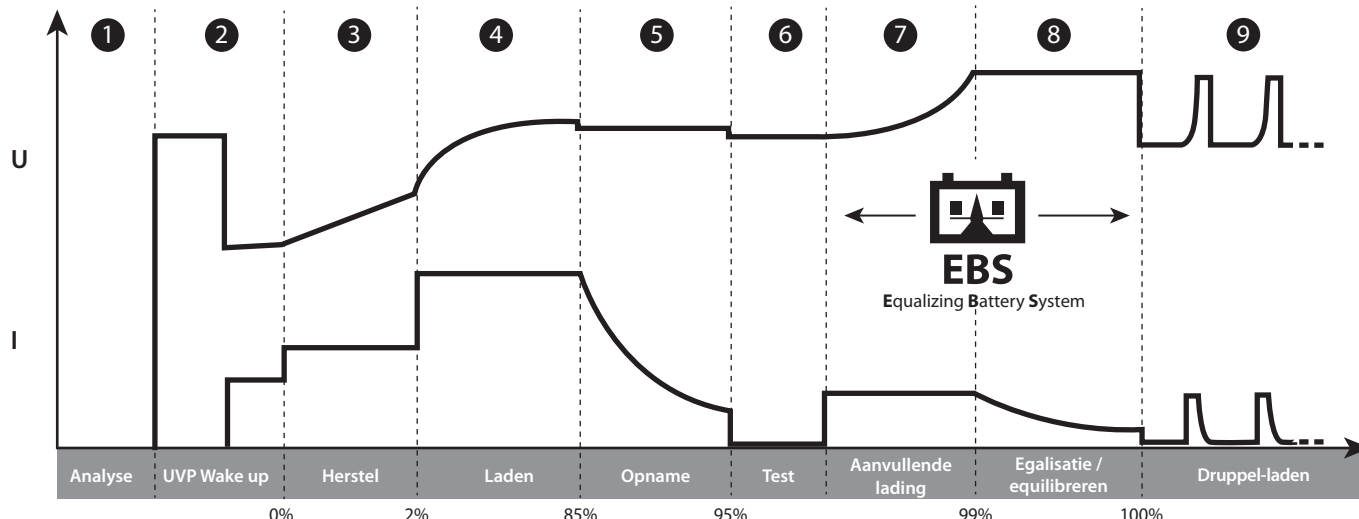 1 2 3 4 5 6 7 8 9
U
EBS
Equalizing Battery System
I
Analyse
UVP Wake up
Herstel
Laden
Opname
Test
Aanvullende
lading
Egalisatie /
equilibreren
Druppel-laden
0% 2% 85% 95% 99% 100%